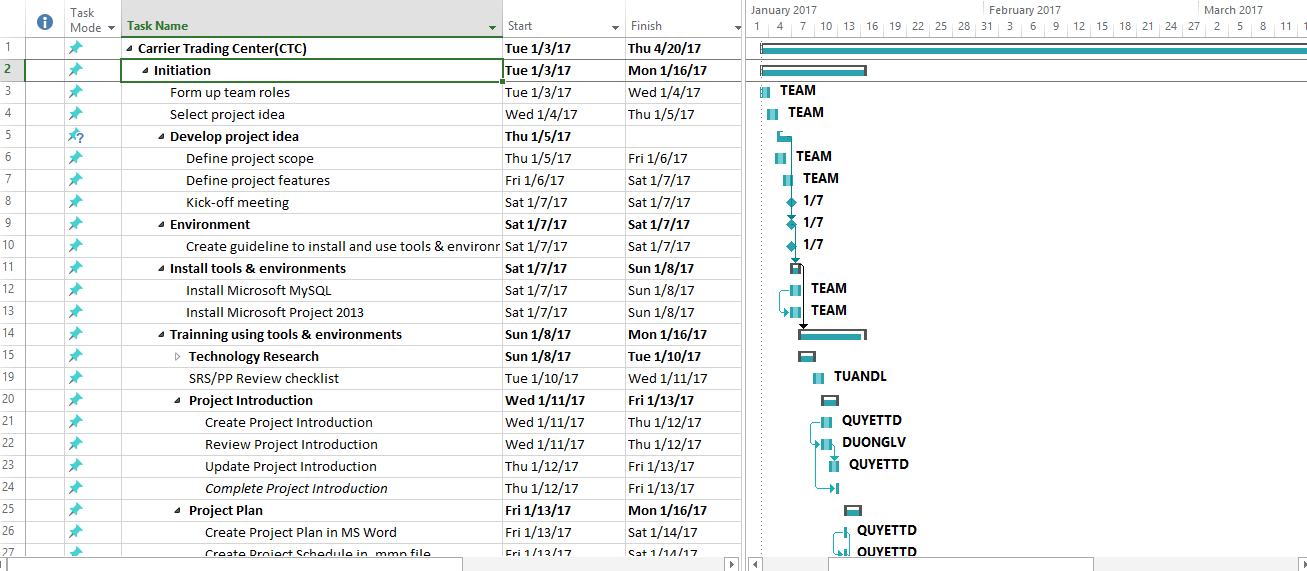 Task Mode Task Name Start Finish January 2017 February 2017 March 2017
1 4 7 10 13 16 19 22 25 28 31 3 6 9 12 15 18 21 24 27 2 5 8 11
1 Carrier Trading Center(CTC) Tue 1/3/17 Thu 4/20/17
2 Initiation Tue 1/3/17 Mon 1/16/17
3 Form up team roles Tue 1/3/17 Wed 1/4/17 TEAM
4 Select project idea Wed 1/4/17 Thu 1/5/17 TEAM
5 Develop project idea Thu 1/5/17
6 Define project scope Thu 1/5/17 Fri 1/6/17 TEAM
7 Define project features Fri 1/6/17 Sat 1/7/17 TEAM
8 Kick-off meeting Sat 1/7/17 Sat 1/7/17 1/7
9 Environment Sat 1/7/17 Sat 1/7/17 1/7
10 Create guideline to install and use tools & environr Sat 1/7/17 Sat 1/7/17 1/7
11 Install tools & environments Sat 1/7/17 Sun 1/8/17
12 Install Microsoft MySQL Sat 1/7/17 Sun 1/8/17 TEAM
13 Install Microsoft Project 2013 Sat 1/7/17 Sun 1/8/17 TEAM
14 Trainning using tools & environments Sun 1/8/17 Mon 1/16/17
15 Technology Research Sun 1/8/17 Tue 1/10/17
19 SRS/PP Review checklist Tue 1/10/17 Wed 1/11/17 TUANDL
20 Project Introduction Wed 1/11/17 Fri 1/13/17
21 Create Project Introduction Wed 1/11/17 Thu 1/12/17 QUYETTD
22 Review Project Introduction Wed 1/11/17 Thu 1/12/17 DUONGLV
23 Update Project Introduction Thu 1/12/17 Fri 1/13/17 QUYETTD
24 Complete Project Introduction Thu 1/12/17 Fri 1/13/17
25 Project Plan Fri 1/13/17 Mon 1/16/17
26 Create Project Plan in MS Word Fri 1/13/17 Sat 1/14/17 QUYETTD
27 Create Project Schedule in .mpp file Fri 1/13/17 Sat 1/14/17 QUYETTD